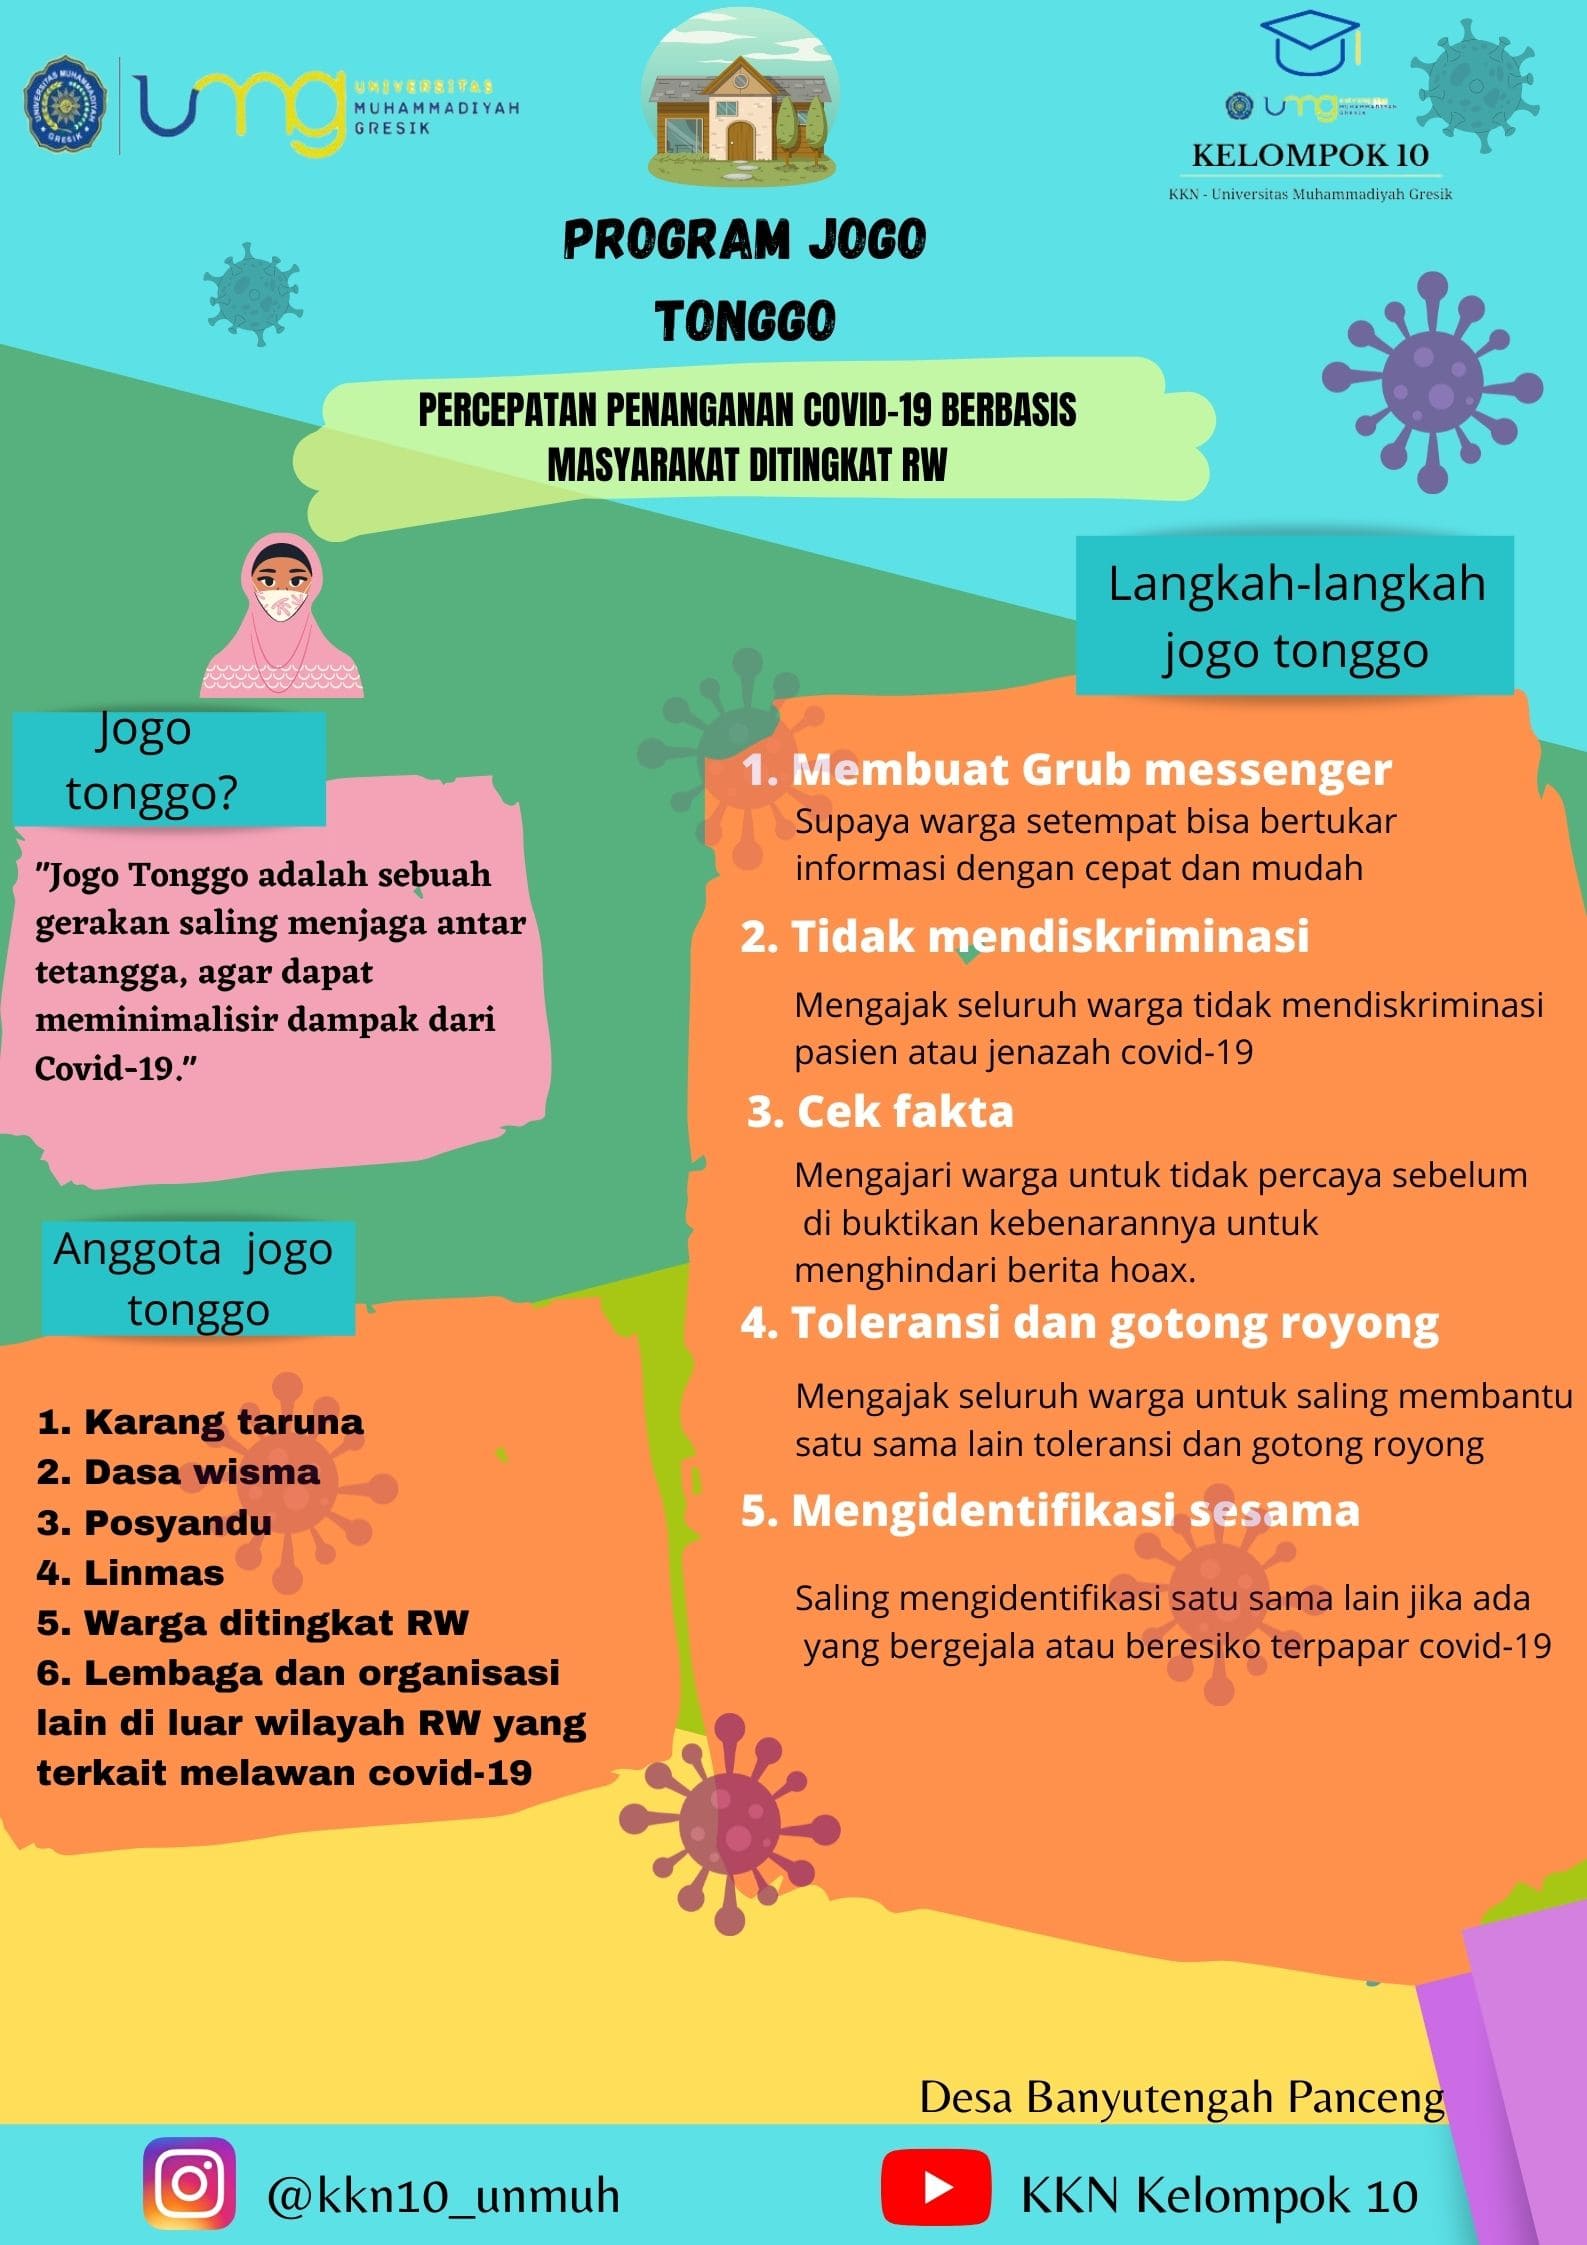 UNIVERSITAS
MUHAMMADIYAH
GRESIK
umg
KELOMPOK 10
KKN - Universitas Muhammadiyah Gresik
PROGRAM JOGO
TONGGO
PERCEPATAN PENANGANAN COVID-19 BERBASIS
MASYARAKAT DITINGKAT RW
Jogo
tonggo?
"Jogo Tonggo adalah sebuah
gerakan saling menjaga antar
tetangga, agar dapat
meminimalisir dampak dari
Covid-19."
Anggota jogo
tonggo
1. Karang taruna
2. Dasa wisma
3. Posyandu
4. Linmas
5. Warga ditingkat RW
6. Lembaga dan organisasi
lain di luar wilayah RW yang
terkait melawan covid-19
Langkah-langkah
jogo tonggo
1. Membuat Grub messenger
Supaya warga setempat bisa bertukar
informasi dengan cepat dan mudah
2. Tidak mendiskriminasi
Mengajak seluruh warga tidak mendiskriminasi
pasien atau jenazah covid-19
3. Cek fakta
Mengajari warga untuk tidak percaya sebelum
di buktikan kebenarannya untuk
menghindari berita hoax.
4. Toleransi dan gotong royong
Mengajak seluruh warga untuk saling membantu
satu sama lain toleransi dan gotong royong
5. Mengidentifikasi sesama
Saling mengidentifikasi satu sama lain jika ada
yang bergejala atau beresiko terpapar covid-19
Desa Banyutengah Panceng
@kkn10_unmuh
KKN Kelompok 10